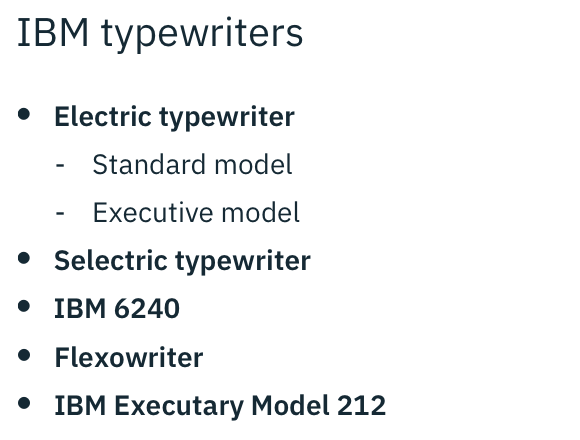 IBM typewriters
• Electric typewriter
- Standard model
- Executive model
• Selectric typewriter
• IBM 6240
• Flexowriter
• IBM Executary Model 212